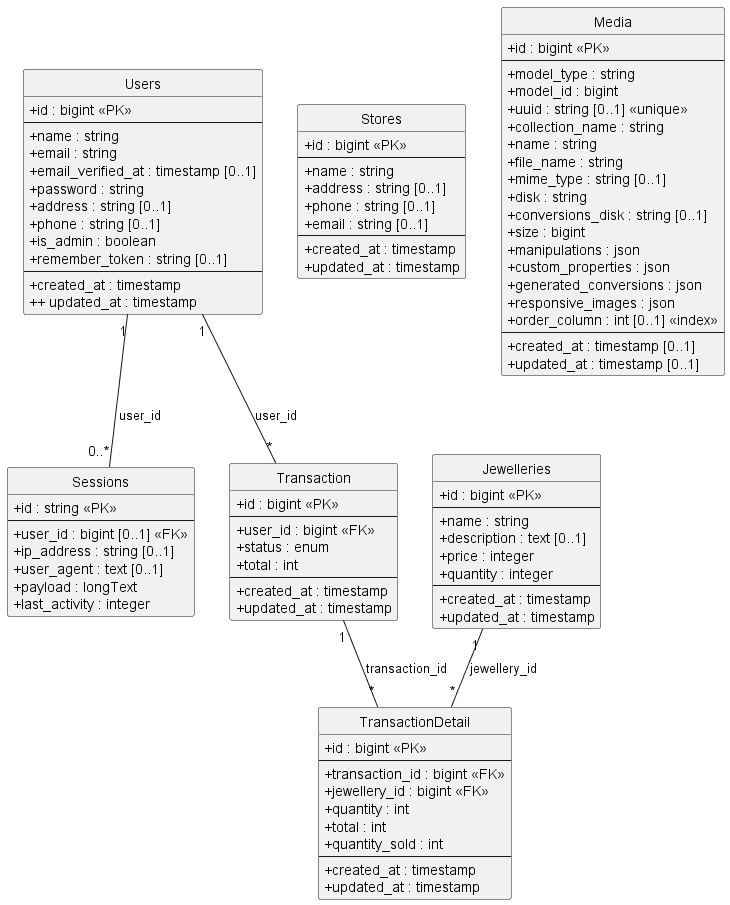 Users
+id : bigint «PK»
+name : string
+email : string
+email_verified_at : timestamp [0..1]
+password : string
+address : string [0..1]
+phone : string [0..1]
+is_admin : boolean
+remember_token : string [0..1]
+created_at : timestamp
++ updated_at : timestamp
Stores
+id : bigint «PK»
+name : string
+address : string [0..1]
+phone : string [0..1]
+email : string [0..1]
+created_at : timestamp
+updated_at : timestamp
Media
+id : bigint «PK»
+model_type : string
+model_id : bigint
+uuid : string [0..1] «unique»
+collection_name : string
+name : string
+file_name : string
+mime_type : string [0..1]
+disk : string
+conversions_disk : string [0..1]
+size : bigint
+manipulations : json
+custom_properties : json
+generated_conversions : json
+responsive_images : json
+order_column : int [0..1] «index»
+created_at : timestamp [0..1]
+updated_at : timestamp [0..1]
1
user_id
0..*
1
user_id
*
Sessions
+id : string «PK»
+user_id : bigint [0..1] «FK»
+ip_address : string [0..1]
+user_agent : text [0..1]
+payload : longText
+last_activity : integer
Transaction
+id : bigint «PK»
+user_id : bigint «FK»
+status : enum
+total : int
+created_at : timestamp
+updated_at : timestamp
Jewelleries
+id : bigint «PK»
+name : string
+description : text [0..1]
+price : integer
+quantity : integer
+created_at : timestamp
+updated_at : timestamp
1
transaction_id
*
1
jewellery_id
*
TransactionDetail
+id : bigint «PK»
+transaction_id : bigint «FK»
+jewellery_id : bigint «FK»
+quantity : int
+total : int
+quantity_sold : int
+created_at : timestamp
+updated_at : timestamp